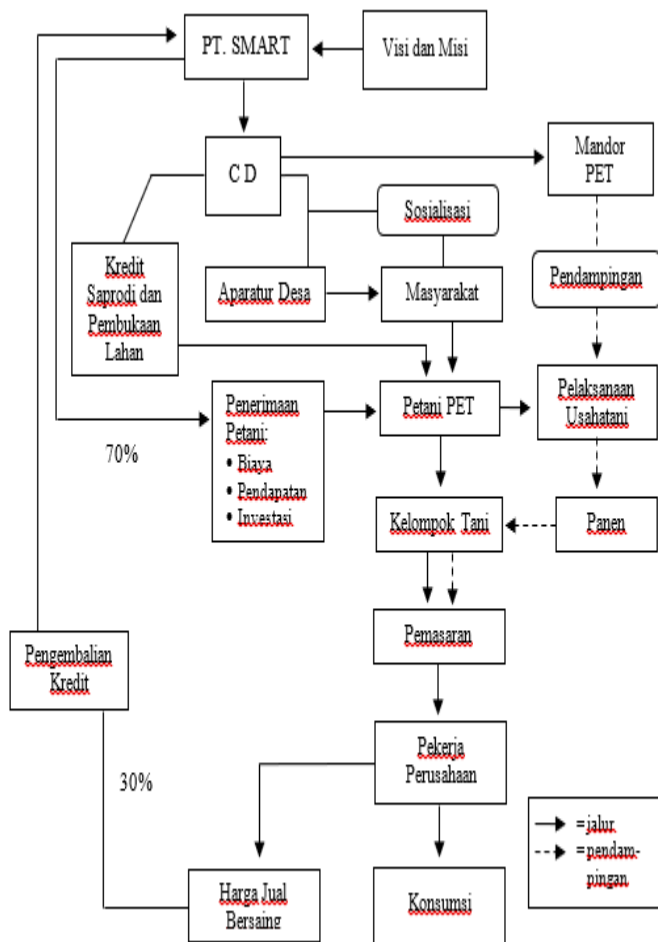 PT. SMART
Visi dan Misi
C D
Mandor
PET
Sosialisasi
Kredit
Saprodi dan
Pembukaan
Lahan
Aparatur Desa
Masyarakat
Pendampingan
Penerimaan
Petani:
• Biaya
• Pendapatan
• Investasi
Petani PET
Pelaksanaan
Usahatani
70%
Kelompok Tani
Panen
Pemasaran
Pengembalian
Kredit
Pekerja
Perusahaan
30%
=jalur
=pendam-
pingan
Harga Jual
Bersaing
Konsumsi